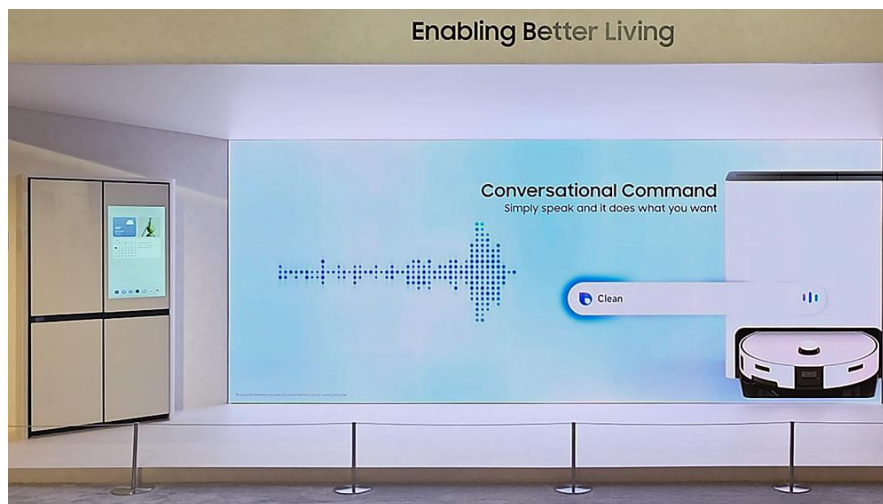 Enabling Better Living
Conversational Command
Simply speak and it does what you want
Clean